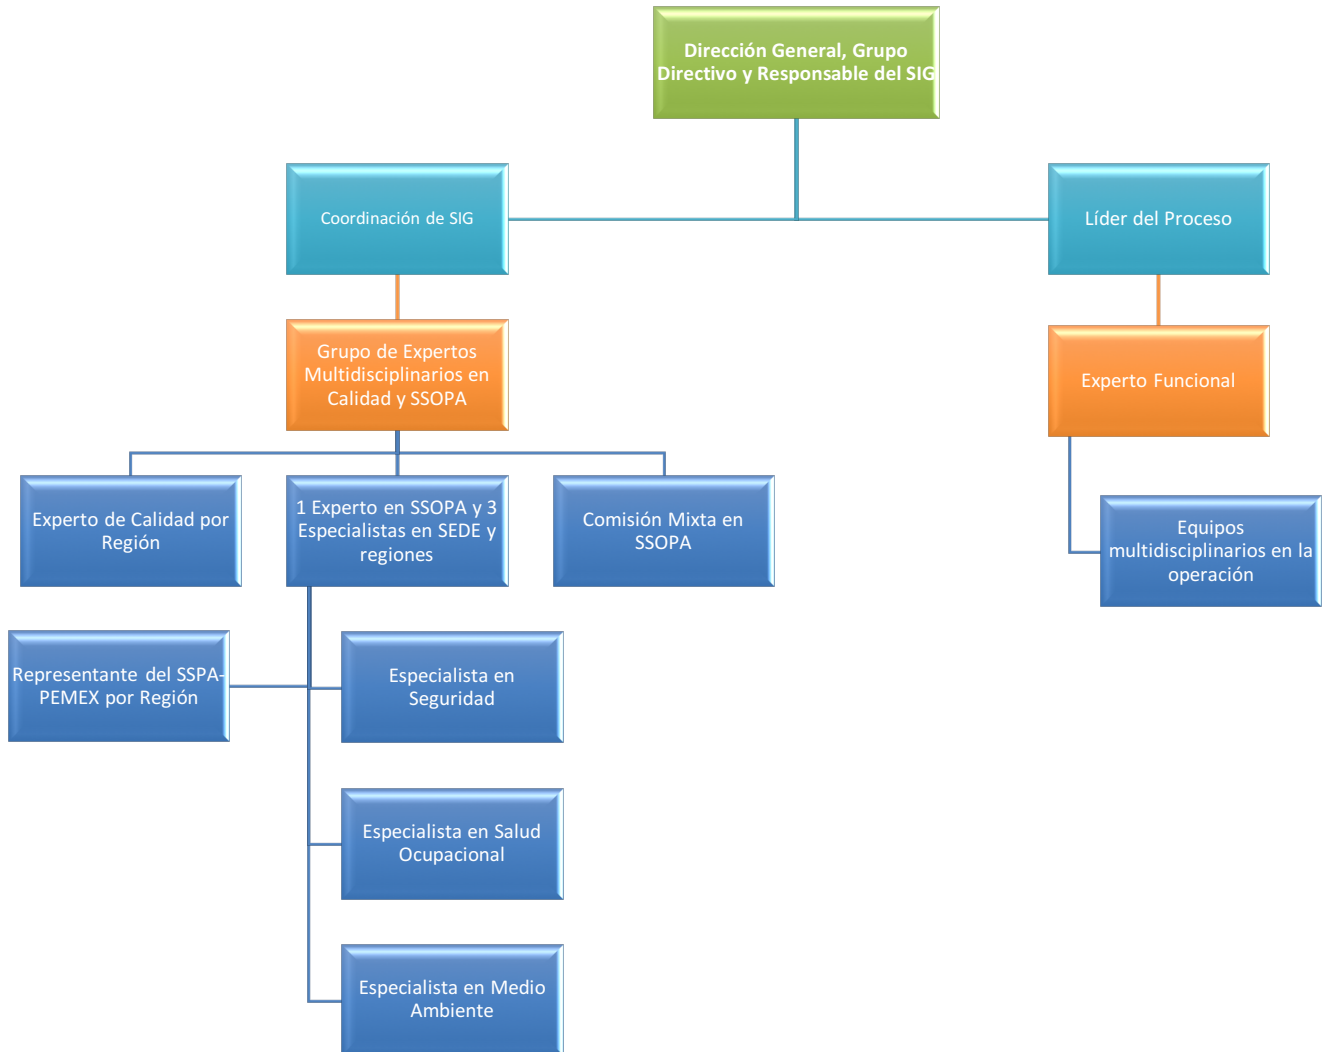 Dirección General, Grupo
Directivo y Responsable del SIG
Coordinación de SIG
Líder del Proceso
Grupo de Expertos
Multidisciplinarios en
Calidad y SSOPA
Experto Funcional
Experto de Calidad por
Región
1 Experto en SSOPA y 3
Especialistas en SEDE y
regiones
Comisión Mixta en
SSOPA
Equipos
multidisciplinarios en la
operación
Representante del SSPA-
PEMEX por Región
Especialista en
Seguridad
Especialista en Salud
Ocupacional
Especialista en Medio
Ambiente